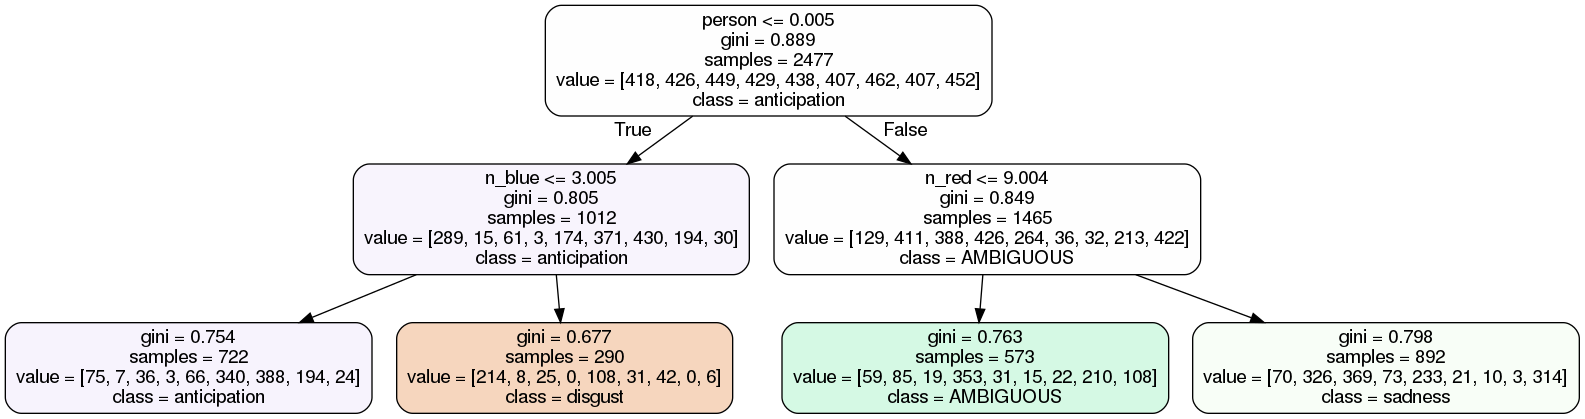 person <= 0.005
gini = 0.889
samples = 2477
value = [418, 426, 449, 429, 438, 407, 462, 407, 452]
class = anticipation
True
False
n_blue <= 3.005
gini = 0.805
samples = 1012
value = [289, 15, 61, 3, 174, 371, 430, 194, 30]
class = anticipation
n_red <= 9.004
gini = 0.849
samples = 1465
value = [129, 411, 388, 426, 264, 36, 32, 213, 422]
class = AMBIGUOUS
gini = 0.754
samples = 722
value = [75, 7, 36, 3, 66, 340, 388, 194, 24]
class = anticipation
gini = 0.677
samples = 290
value = [214, 8, 25, 0, 108, 31, 42, 0, 6]
class = disgust
gini = 0.763
samples = 573
value = [59, 85, 19, 353, 31, 15, 22, 210, 108]
class = AMBIGUOUS
gini = 0.798
samples = 892
value = [70, 326, 369, 73, 233, 21, 10, 3, 314]
class = sadness